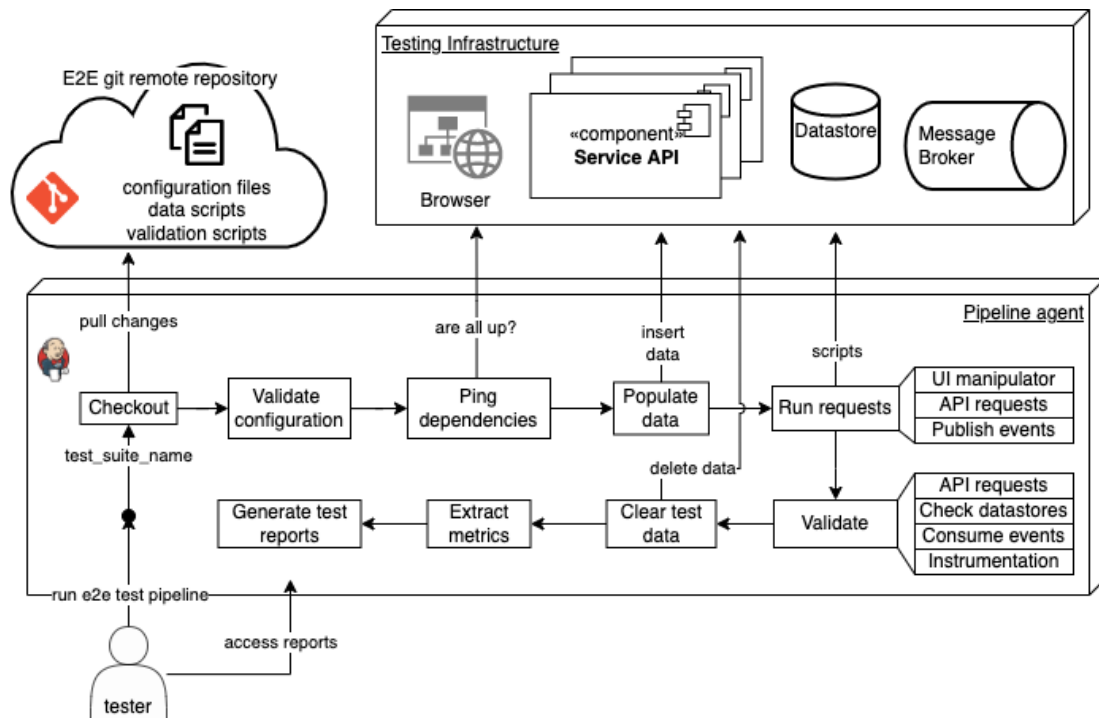 Testing Infrastructure
E2E git remote repository
configuration files
data scripts
validation scripts
Browser
«component»
Service API
Datastore
Message
Broker
Pipeline agent
pull changes
are all up?
insert
data
scripts
Checkout
Validate
configuration
Ping
dependencies
Populate
data
Run requests
UI manipulator
API requests
Publish events
test_suite_name
delete data
Generate test
reports
Extract
metrics
Clear test
data
Validate
API requests
Check datastores
Consume events
Instrumentation
run e2e test pipeline
access reports
tester